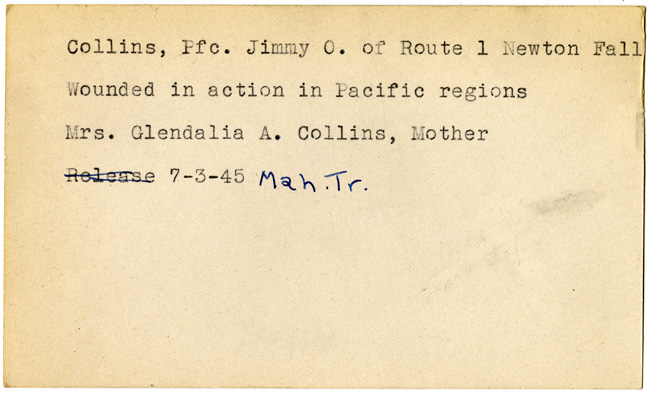 Collins, Pfc. Jimmy O. of Route 1 Newton Fall
Wounded in action in Pacific regions
Mrs. Glendalia A. Collins, Mother
Release 7-3-45 Mah.Tr.